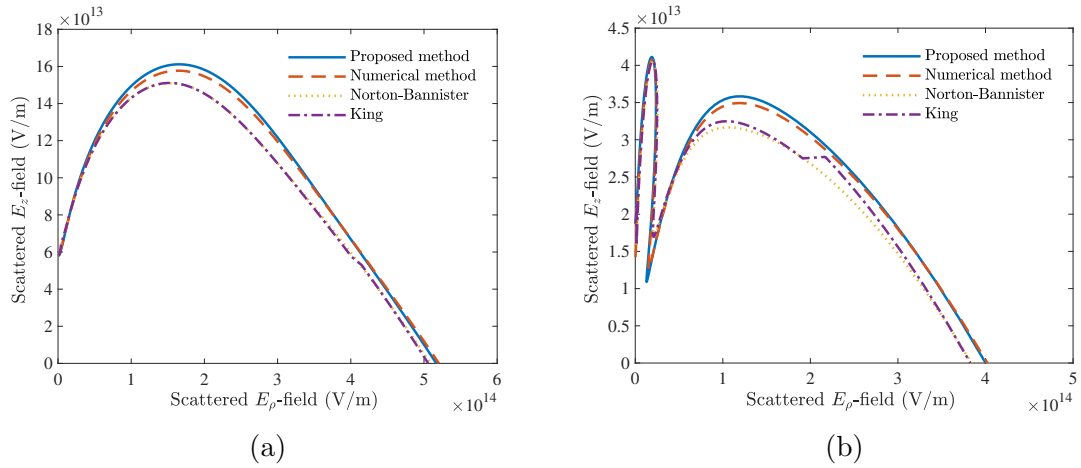 ×10^13
18
16
14
12
10
8
6
4
2
0
Scattered E_z-field (V/m)
Proposed method
Numerical method
Norton-Bannister
King
0 1 2 3 4 5 6
Scattered E_ρ-field (V/m)
×10^14
(a)
×10^13
4.5
4
3.5
3
2.5
2
1.5
1
0.5
0
Scattered E_z-field (V/m)
Proposed method
Numerical method
Norton-Bannister
King
0 1 2 3 4 5
Scattered E_ρ-field (V/m)
×10^14
(b)